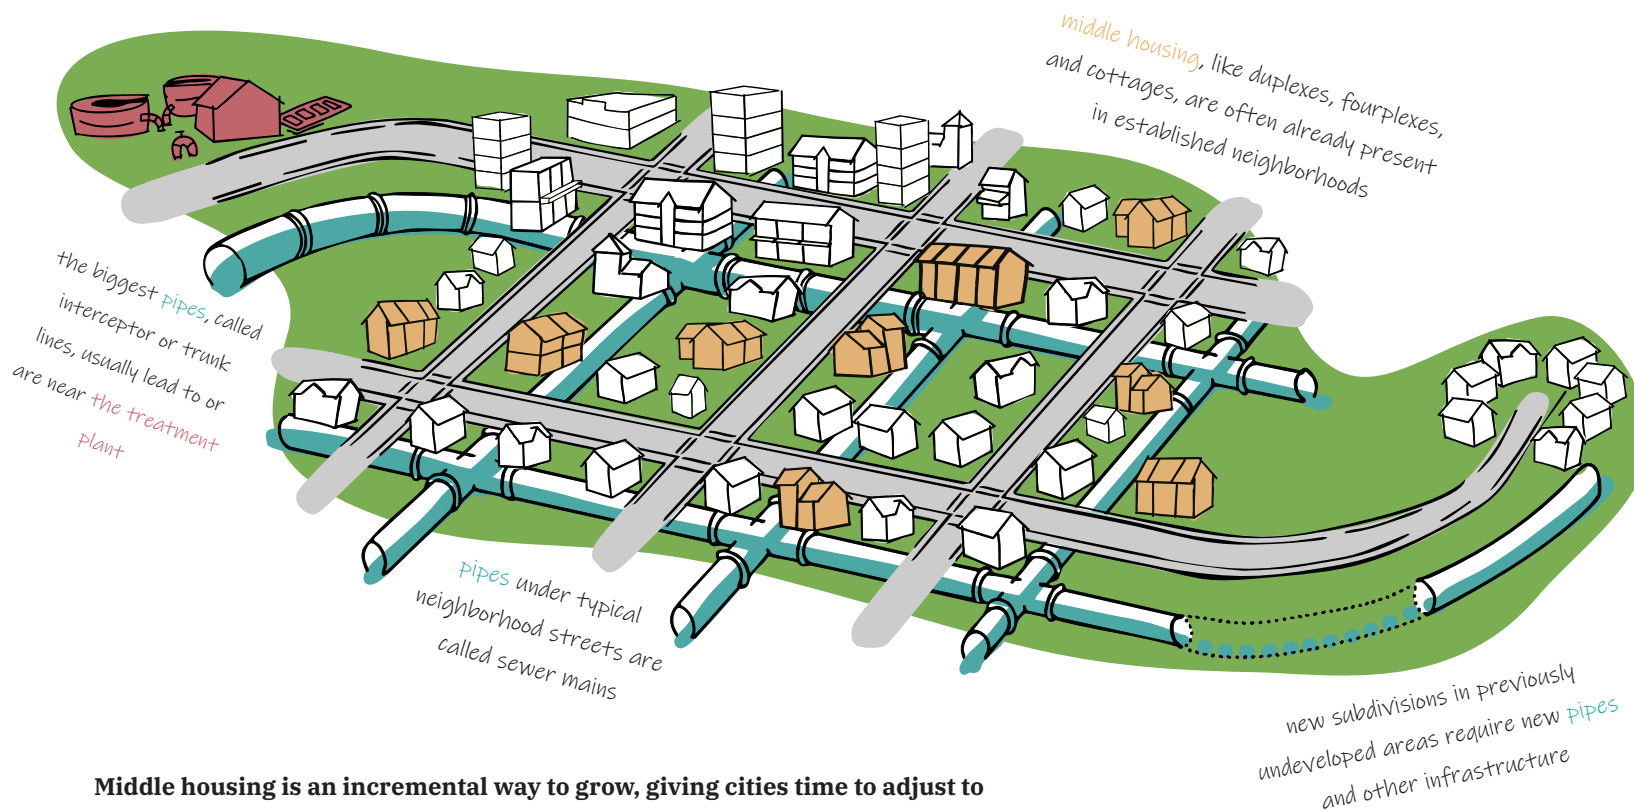 middle housing, like duplexes, fourplexes,
and cottages, are often already present
in established neighborhoods
the biggest pipes, called
interceptor or trunk
lines, usually lead to or
are near the treatment
plant
pipes under typical
neighborhood streets are
called sewer mains
new subdivisions in previously
undeveloped areas require new pipes
and other infrastructure
Middle housing is an incremental way to grow, giving cities time to adjust to